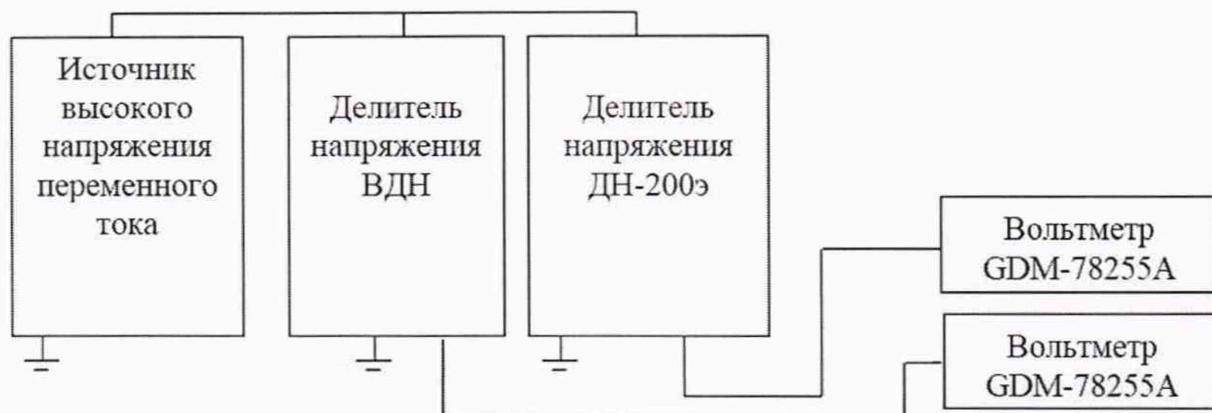 Источник
высокого
напряжения
переменного
тока
Делитель
напряжения
ВДН
Делитель
напряжения
ДН-200э
Вольтметр
GDM-78255A
Вольтметр
GDM-78255A